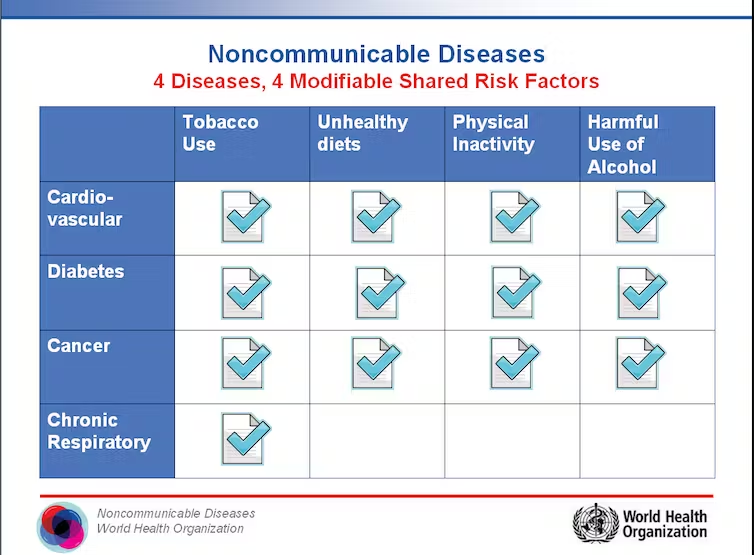 Noncommunicable Diseases
4 Diseases, 4 Modifiable Shared Risk Factors
Tobacco
Use
Unhealthy
diets
Physical
Inactivity
Harmful
Use of
Alcohol
Cardio-
vascular
Diabetes
Cancer
Chronic
Respiratory
Noncommunicable Diseases
World Health Organization
World Health
Organization